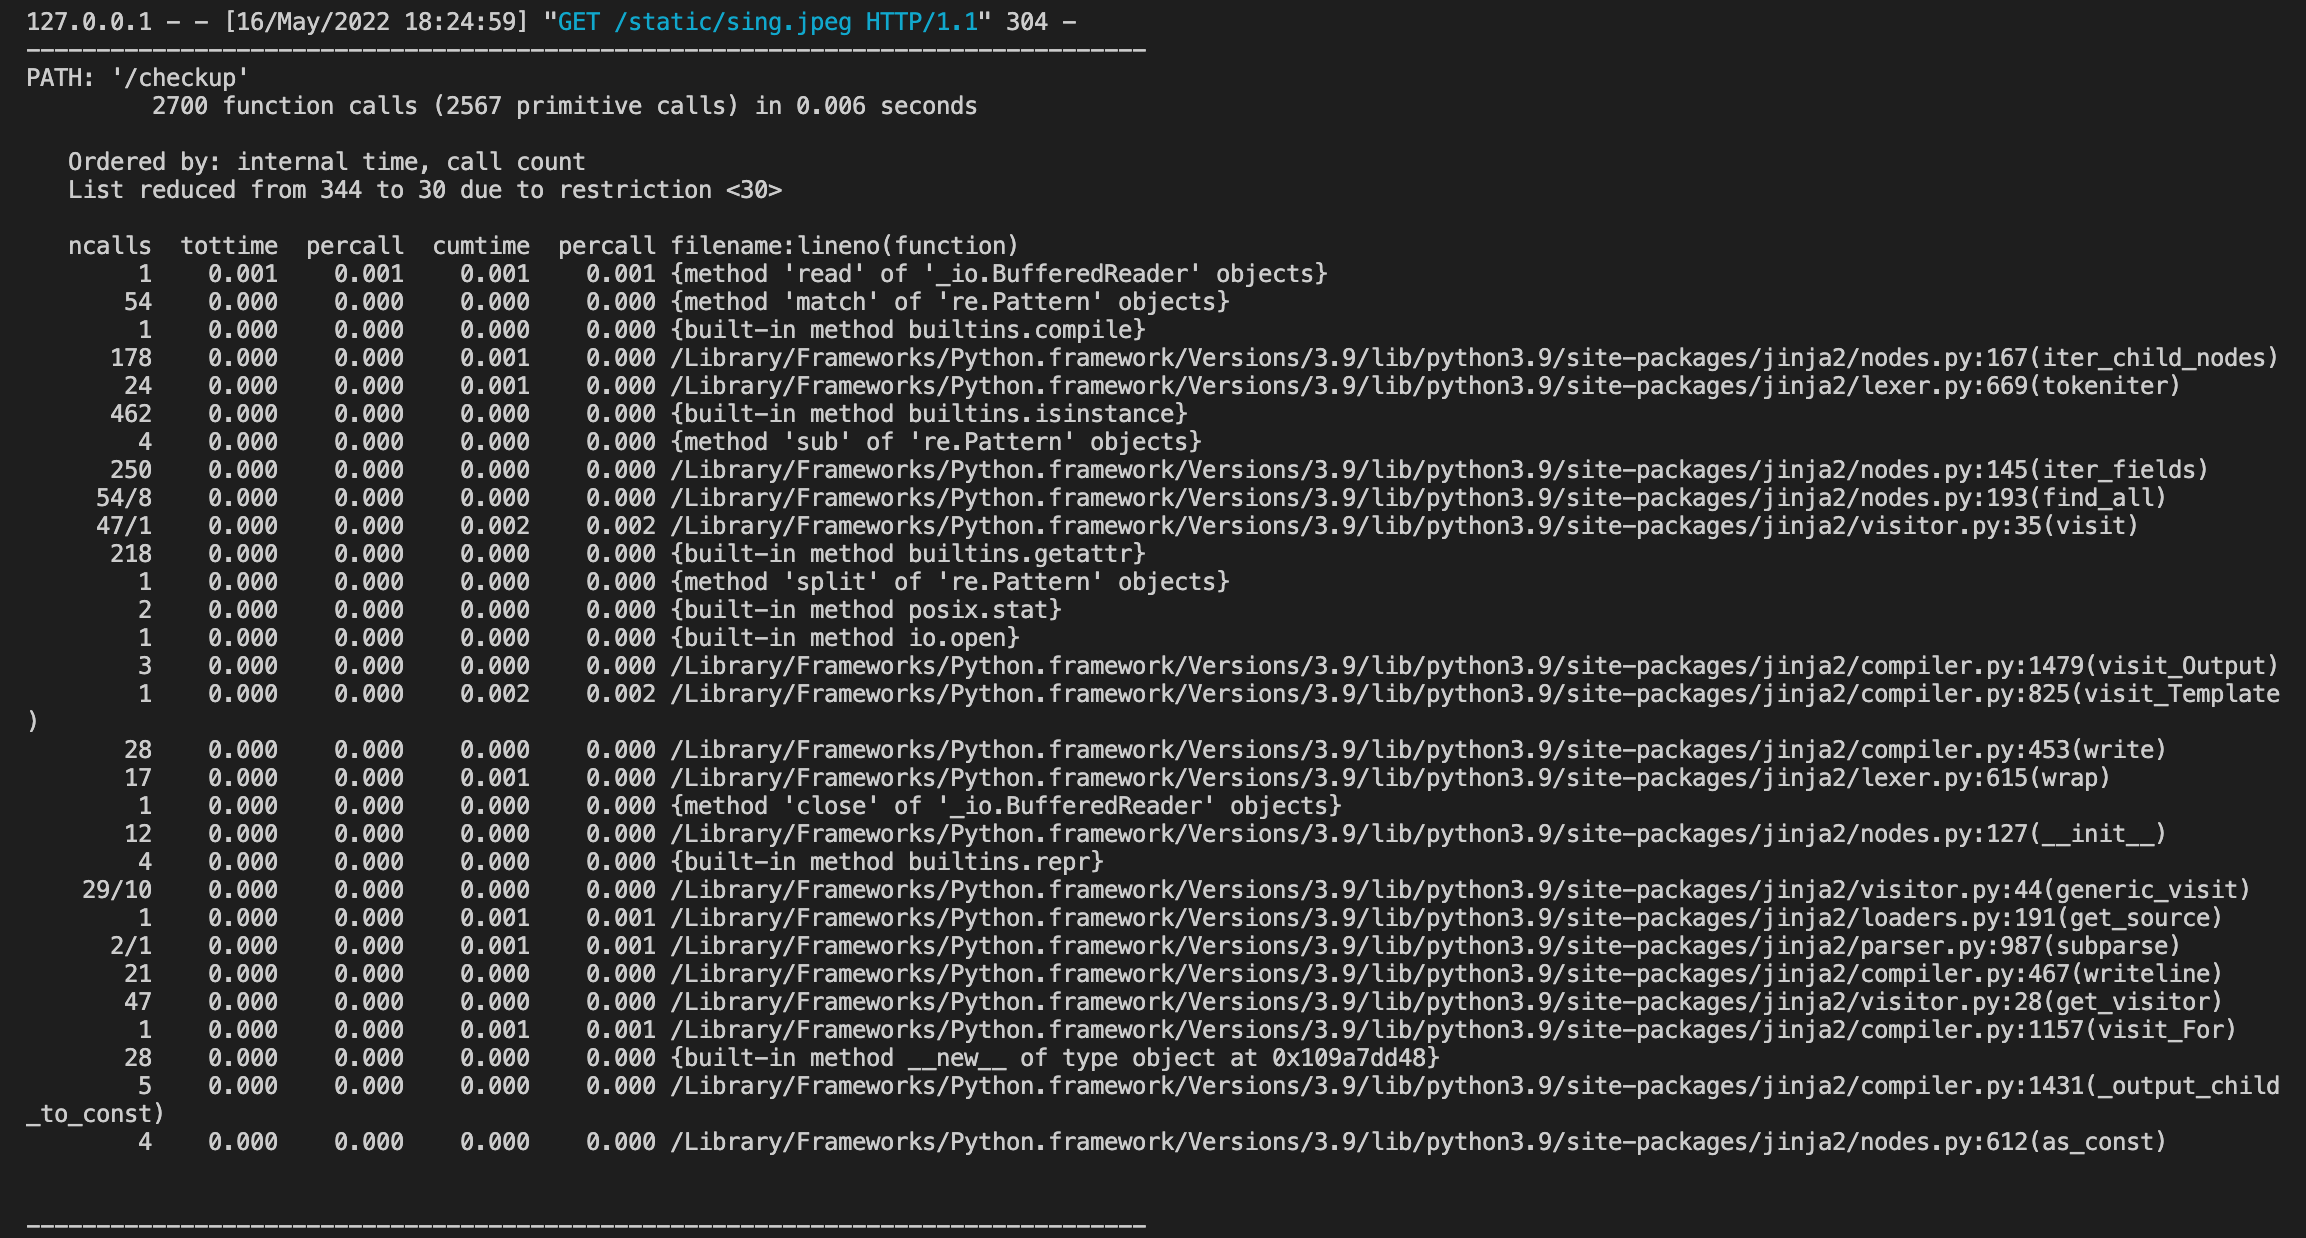 127.0.0.1 - - [16/May/2022 18:24:59] "GET /static/sing.jpeg HTTP/1.1" 304 -
--------------------------------------------------------------------------------
PATH: '/checkup'
         2700 function calls (2567 primitive calls) in 0.006 seconds

   Ordered by: internal time, call count
   List reduced from 344 to 30 due to restriction <30>

   ncalls  tottime  percall  cumtime  percall filename:lineno(function)
        1    0.001    0.001    0.001    0.001 {method 'read' of '_io.BufferedReader' objects}
       54    0.000    0.000    0.000    0.000 {method 'match' of 're.Pattern' objects}
        1    0.000    0.000    0.000    0.000 {built-in method builtins.compile}
      178    0.000    0.000    0.001    0.000 /Library/Frameworks/Python.framework/Versions/3.9/lib/python3.9/site-packages/jinja2/nodes.py:167(iter_child_nodes)
       24    0.000    0.000    0.001    0.000 /Library/Frameworks/Python.framework/Versions/3.9/lib/python3.9/site-packages/jinja2/lexer.py:669(tokeniter)
      462    0.000    0.000    0.000    0.000 {built-in method builtins.isinstance}
        4    0.000    0.000    0.000    0.000 {method 'sub' of 're.Pattern' objects}
      250    0.000    0.000    0.000    0.000 /Library/Frameworks/Python.framework/Versions/3.9/lib/python3.9/site-packages/jinja2/nodes.py:145(iter_fields)
     54/8    0.000    0.000    0.000    0.000 /Library/Frameworks/Python.framework/Versions/3.9/lib/python3.9/site-packages/jinja2/nodes.py:193(find_all)
     47/1    0.000    0.000    0.002    0.002 /Library/Frameworks/Python.framework/Versions/3.9/lib/python3.9/site-packages/jinja2/visitor.py:35(visit)
      218    0.000    0.000    0.000    0.000 {built-in method builtins.getattr}
        1    0.000    0.000    0.000    0.000 {method 'split' of 're.Pattern' objects}
        2    0.000    0.000    0.000    0.000 {built-in method posix.stat}
        1    0.000    0.000    0.000    0.000 {built-in method io.open}
        3    0.000    0.000    0.000    0.000 /Library/Frameworks/Python.framework/Versions/3.9/lib/python3.9/site-packages/jinja2/compiler.py:1479(visit_Output)
        1    0.000    0.000    0.002    0.002 /Library/Frameworks/Python.framework/Versions/3.9/lib/python3.9/site-packages/jinja2/compiler.py:825(visit_Template
)
       28    0.000    0.000    0.000    0.000 /Library/Frameworks/Python.framework/Versions/3.9/lib/python3.9/site-packages/jinja2/compiler.py:453(write)
       17    0.000    0.000    0.001    0.000 /Library/Frameworks/Python.framework/Versions/3.9/lib/python3.9/site-packages/jinja2/lexer.py:615(wrap)
        1    0.000    0.000    0.000    0.000 {method 'close' of '_io.BufferedReader' objects}
       12    0.000    0.000    0.000    0.000 /Library/Frameworks/Python.framework/Versions/3.9/lib/python3.9/site-packages/jinja2/nodes.py:127(__init__)
        4    0.000    0.000    0.000    0.000 {built-in method builtins.repr}
    29/10    0.000    0.000    0.000    0.000 /Library/Frameworks/Python.framework/Versions/3.9/lib/python3.9/site-packages/jinja2/visitor.py:44(generic_visit)
        1    0.000    0.000    0.001    0.001 /Library/Frameworks/Python.framework/Versions/3.9/lib/python3.9/site-packages/jinja2/loaders.py:191(get_source)
      2/1    0.000    0.000    0.001    0.001 /Library/Frameworks/Python.framework/Versions/3.9/lib/python3.9/site-packages/jinja2/parser.py:987(subparse)
       21    0.000    0.000    0.000    0.000 /Library/Frameworks/Python.framework/Versions/3.9/lib/python3.9/site-packages/jinja2/compiler.py:467(writeline)
       47    0.000    0.000    0.000    0.000 /Library/Frameworks/Python.framework/Versions/3.9/lib/python3.9/site-packages/jinja2/visitor.py:28(get_visitor)
        1    0.000    0.000    0.001    0.001 /Library/Frameworks/Python.framework/Versions/3.9/lib/python3.9/site-packages/jinja2/compiler.py:1157(visit_For)
       28    0.000    0.000    0.000    0.000 {built-in method __new__ of type object at 0x109a7dd48}
        5    0.000    0.000    0.000    0.000 /Library/Frameworks/Python.framework/Versions/3.9/lib/python3.9/site-packages/jinja2/compiler.py:1431(_output_child
_to_const)
        4    0.000    0.000    0.000    0.000 /Library/Frameworks/Python.framework/Versions/3.9/lib/python3.9/site-packages/jinja2/nodes.py:612(as_const)


--------------------------------------------------------------------------------